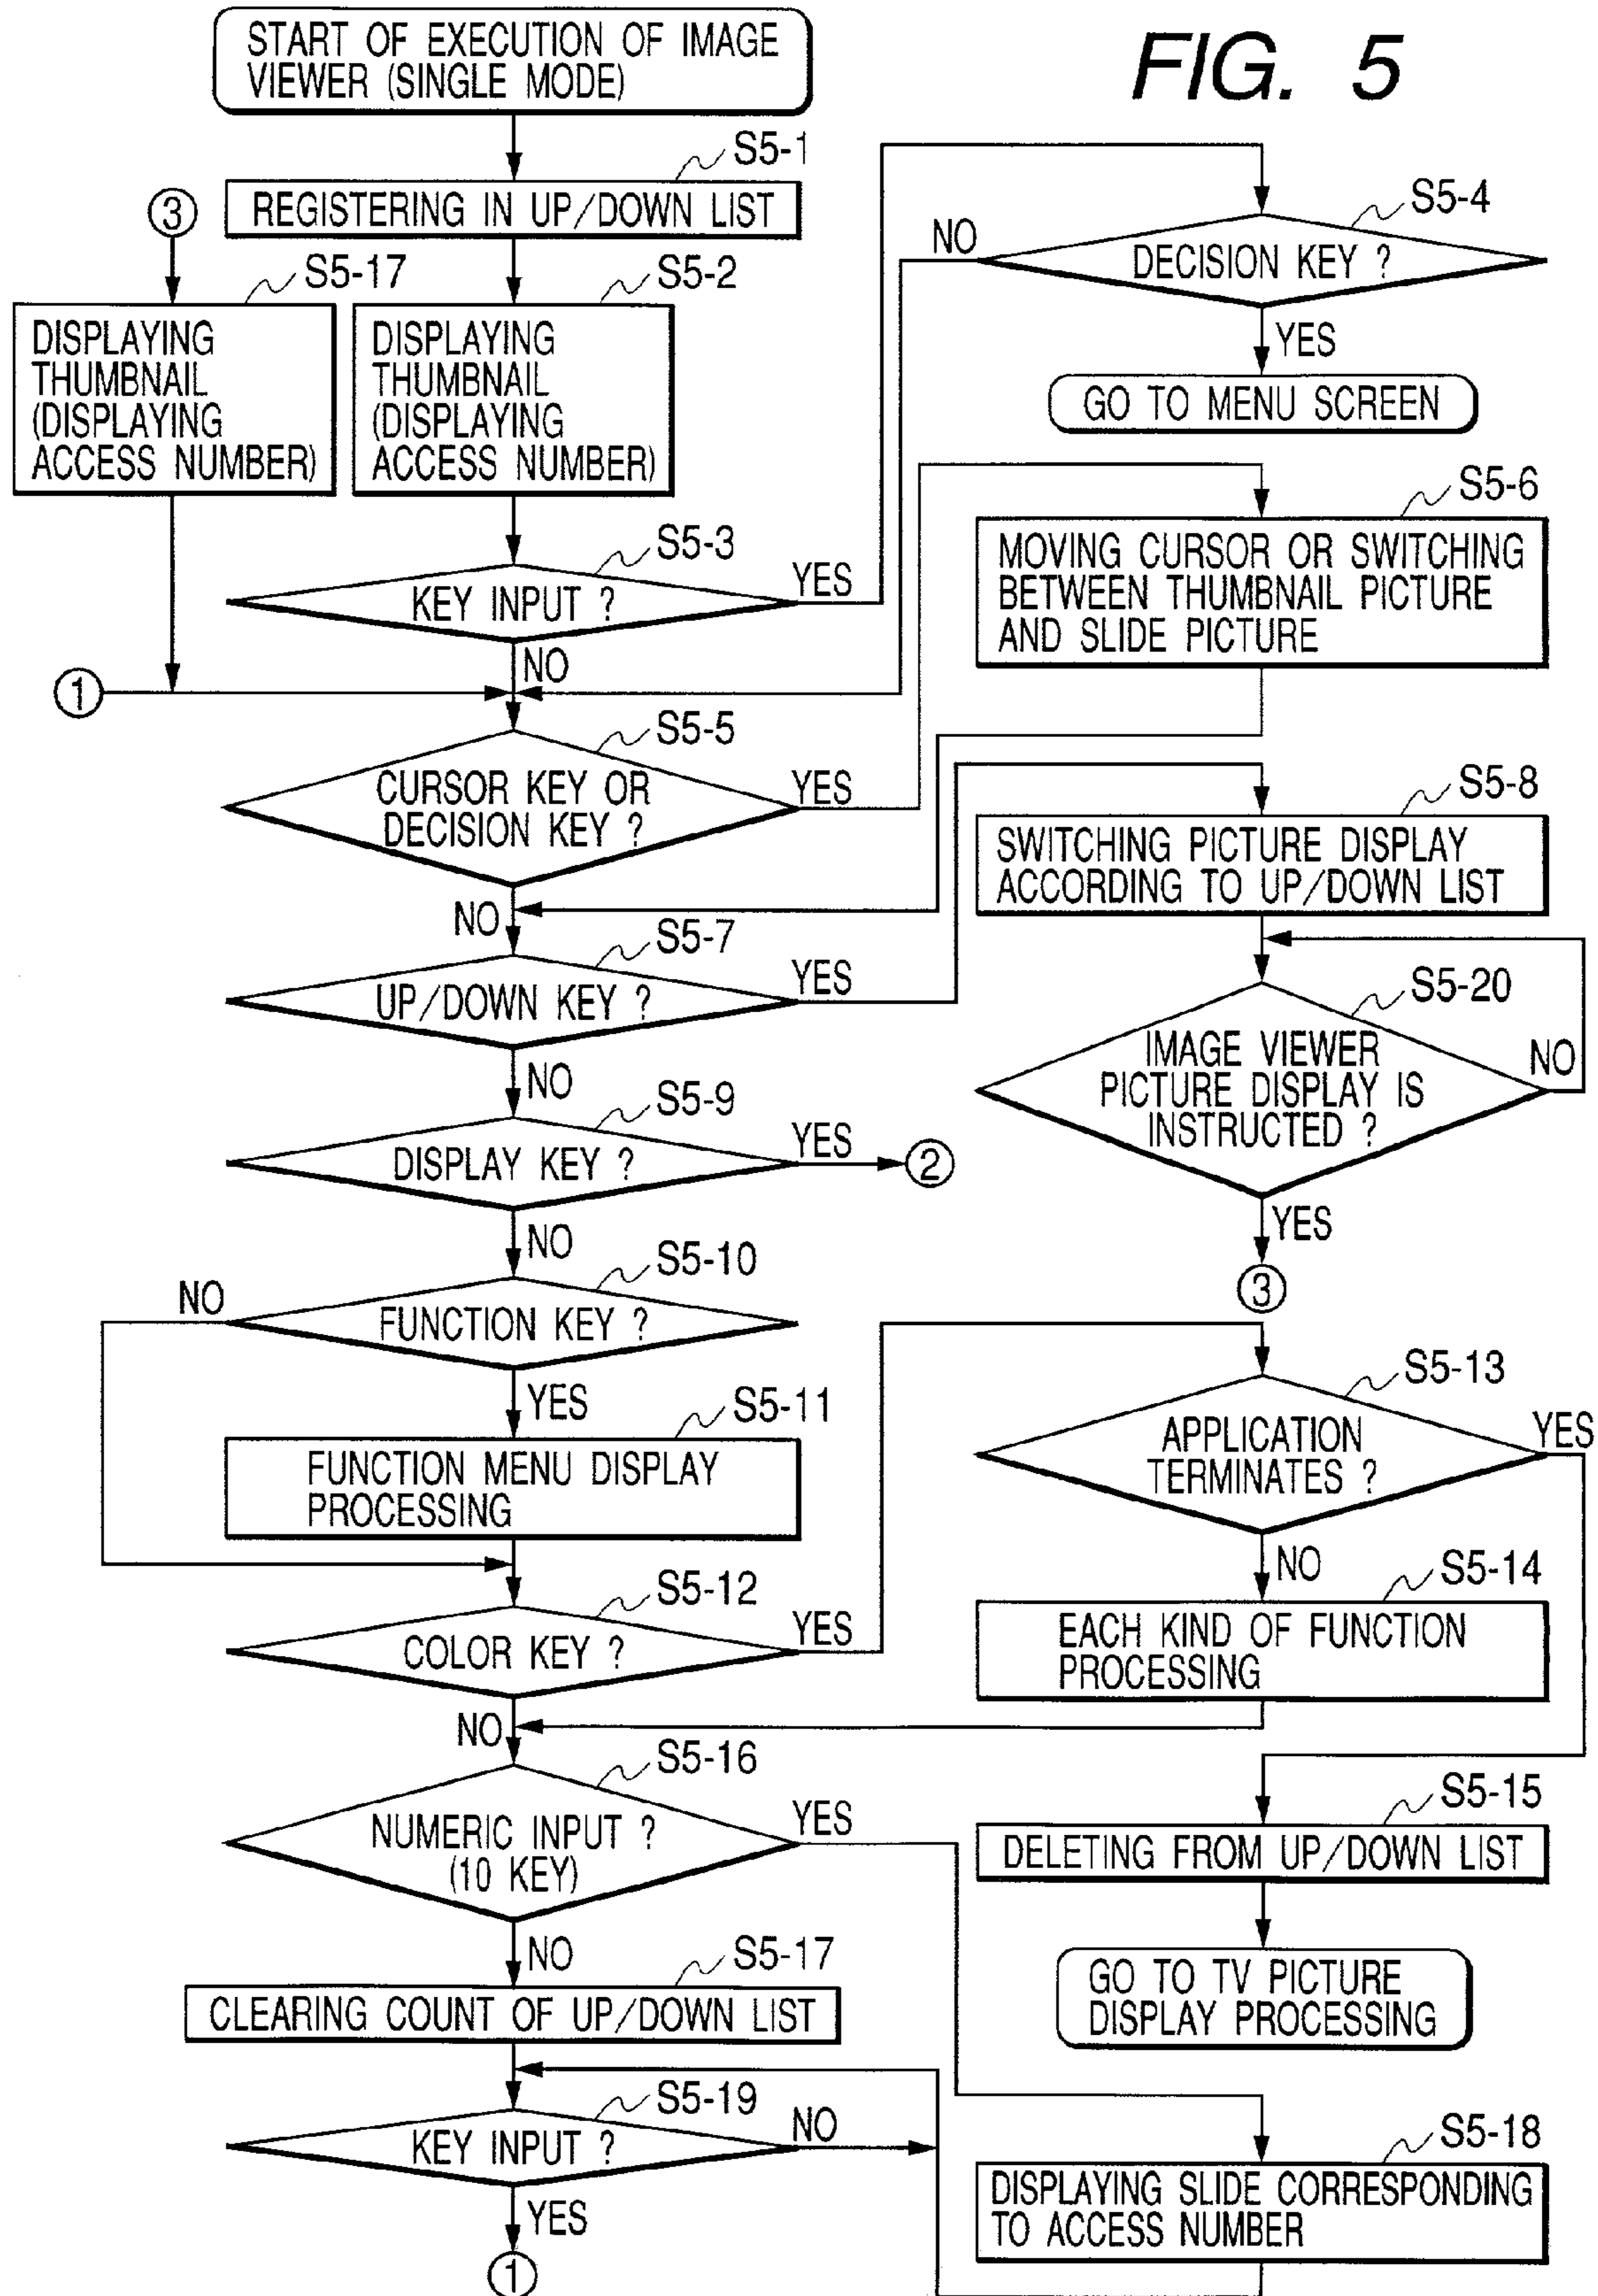 FIG. 5
START OF EXECUTION OF IMAGE
VIEWER (SINGLE MODE)
S5-1
REGISTERING IN UP/DOWN LIST
3
S5-17
DISPLAYING
THUMBNAIL
(DISPLAYING
ACCESS NUMBER)
S5-2
DISPLAYING
THUMBNAIL
(DISPLAYING
ACCESS NUMBER)
S5-3
KEY INPUT ?
YES
NO
1
S5-4
NO
DECISION KEY ?
YES
GO TO MENU SCREEN
S5-5
CURSOR KEY OR
DECISION KEY ?
YES
NO
S5-6
MOVING CURSOR OR SWITCHING
BETWEEN THUMBNAIL PICTURE
AND SLIDE PICTURE
S5-7
UP/DOWN KEY ?
YES
NO
S5-8
SWITCHING PICTURE DISPLAY
ACCORDING TO UP/DOWN LIST
S5-20
IMAGE VIEWER
PICTURE DISPLAY IS
INSTRUCTED ?
NO
YES
3
S5-9
DISPLAY KEY ?
YES
2
NO
S5-10
NO
FUNCTION KEY ?
YES
S5-11
FUNCTION MENU DISPLAY
PROCESSING
S5-12
COLOR KEY ?
YES
NO
S5-13
APPLICATION
TERMINATES ?
YES
NO
S5-14
EACH KIND OF FUNCTION
PROCESSING
S5-15
DELETING FROM UP/DOWN LIST
GO TO TV PICTURE
DISPLAY PROCESSING
S5-16
NUMERIC INPUT ?
(10 KEY)
YES
NO
S5-17
CLEARING COUNT OF UP/DOWN LIST
S5-19
KEY INPUT ?
NO
YES
1
S5-18
DISPLAYING SLIDE CORRESPONDING
TO ACCESS NUMBER